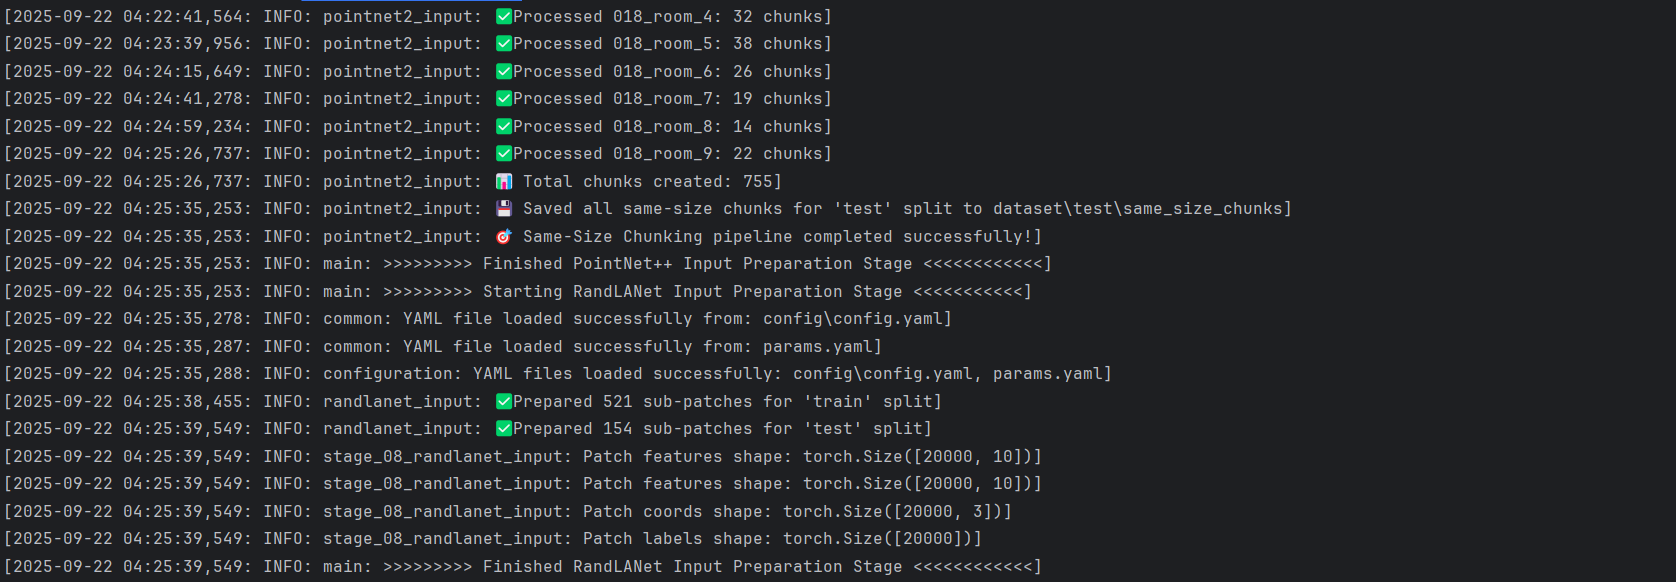 [2025-09-22 04:22:41,564: INFO: pointnet2_input: ✅Processed 018_room_4: 32 chunks]
[2025-09-22 04:23:39,956: INFO: pointnet2_input: ✅Processed 018_room_5: 38 chunks]
[2025-09-22 04:24:15,649: INFO: pointnet2_input: ✅Processed 018_room_6: 26 chunks]
[2025-09-22 04:24:41,278: INFO: pointnet2_input: ✅Processed 018_room_7: 19 chunks]
[2025-09-22 04:24:59,234: INFO: pointnet2_input: ✅Processed 018_room_8: 14 chunks]
[2025-09-22 04:25:26,737: INFO: pointnet2_input: ✅Processed 018_room_9: 22 chunks]
[2025-09-22 04:25:26,737: INFO: pointnet2_input: 📊 Total chunks created: 755]
[2025-09-22 04:25:35,253: INFO: pointnet2_input: 💾 Saved all same-size chunks for 'test' split to dataset\test\same_size_chunks]
[2025-09-22 04:25:35,253: INFO: pointnet2_input: 🎯 Same-Size Chunking pipeline completed successfully!]
[2025-09-22 04:25:35,253: INFO: main: >>>>>>>>> Finished PointNet++ Input Preparation Stage <<<<<<<<<<<<]
[2025-09-22 04:25:35,253: INFO: main: >>>>>>>>> Starting RandLANet Input Preparation Stage <<<<<<<<<<<]
[2025-09-22 04:25:35,278: INFO: common: YAML file loaded successfully from: config\config.yaml]
[2025-09-22 04:25:35,287: INFO: common: YAML file loaded successfully from: params.yaml]
[2025-09-22 04:25:35,288: INFO: configuration: YAML files loaded successfully: config\config.yaml, params.yaml]
[2025-09-22 04:25:38,455: INFO: randlanet_input: ✅Prepared 521 sub-patches for 'train' split]
[2025-09-22 04:25:39,549: INFO: randlanet_input: ✅Prepared 154 sub-patches for 'test' split]
[2025-09-22 04:25:39,549: INFO: stage_08_randlanet_input: Patch features shape: torch.Size([20000, 10])]
[2025-09-22 04:25:39,549: INFO: stage_08_randlanet_input: Patch features shape: torch.Size([20000, 10])]
[2025-09-22 04:25:39,549: INFO: stage_08_randlanet_input: Patch coords shape: torch.Size([20000, 3])]
[2025-09-22 04:25:39,549: INFO: stage_08_randlanet_input: Patch labels shape: torch.Size([20000])]
[2025-09-22 04:25:39,549: INFO: main: >>>>>>>>> Finished RandLANet Input Preparation Stage <<<<<<<<<<<<]